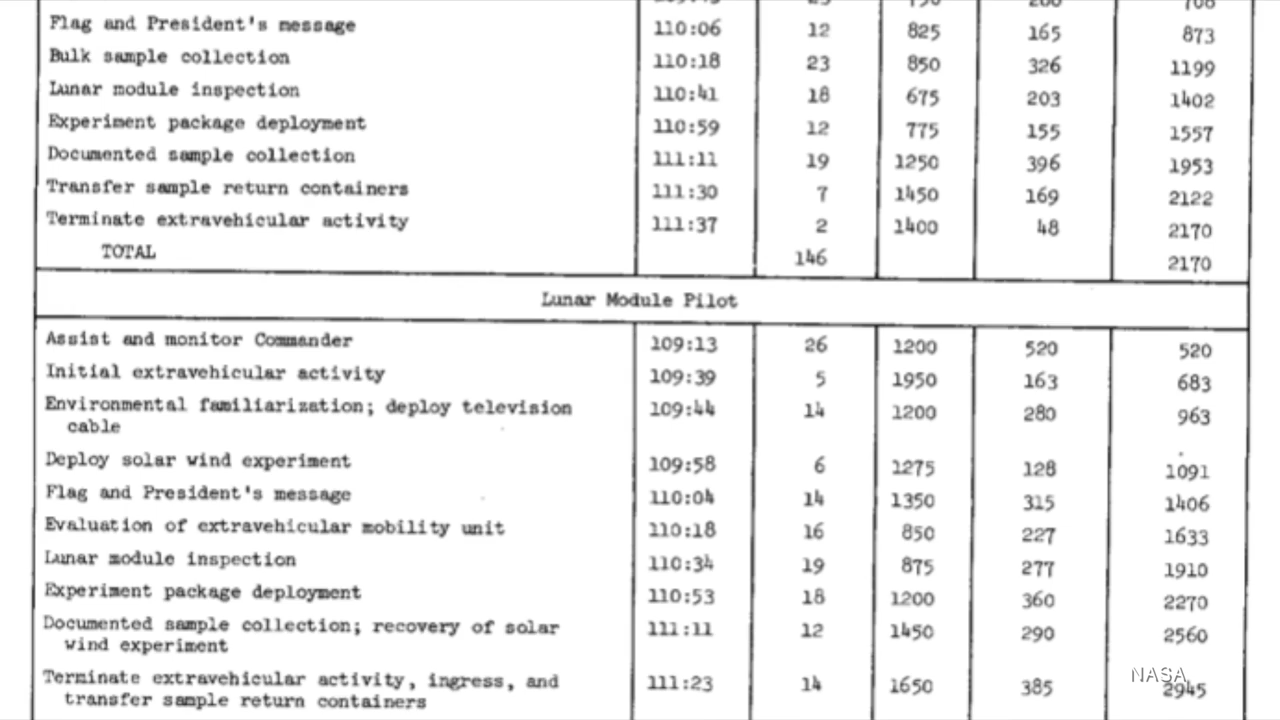 Flag and President's message 110:06 12 825 165 873
Bulk sample collection 110:18 23 850 326 1199
Lunar module inspection 110:41 18 675 203 1402
Experiment package deployment 110:59 12 775 155 1557
Documented sample collection 111:11 19 1250 396 1953
Transfer sample return containers 111:30 7 1450 169 2122
Terminate extravehicular activity 111:37 2 1400 48 2170
TOTAL 146 2170
Lunar Module Pilot
Assist and monitor Commander 109:13 26 1200 520 520
Initial extravehicular activity 109:39 5 1950 163 683
Environmental familiarization; deploy television 109:44 14 1200 280 963
cable
Deploy solar wind experiment 109:58 6 1275 128 1091
Flag and President's message 110:04 14 1350 315 1406
Evaluation of extravehicular mobility unit 110:18 16 850 227 1633
Lunar module inspection 110:34 19 875 277 1910
Experiment package deployment 110:53 18 1200 360 2270
Documented sample collection; recovery of solar 111:11 12 1450 290 2560
wind experiment
Terminate extravehicular activity, ingress, and 111:23 14 1650 385 2945
transfer sample return containers
NASA